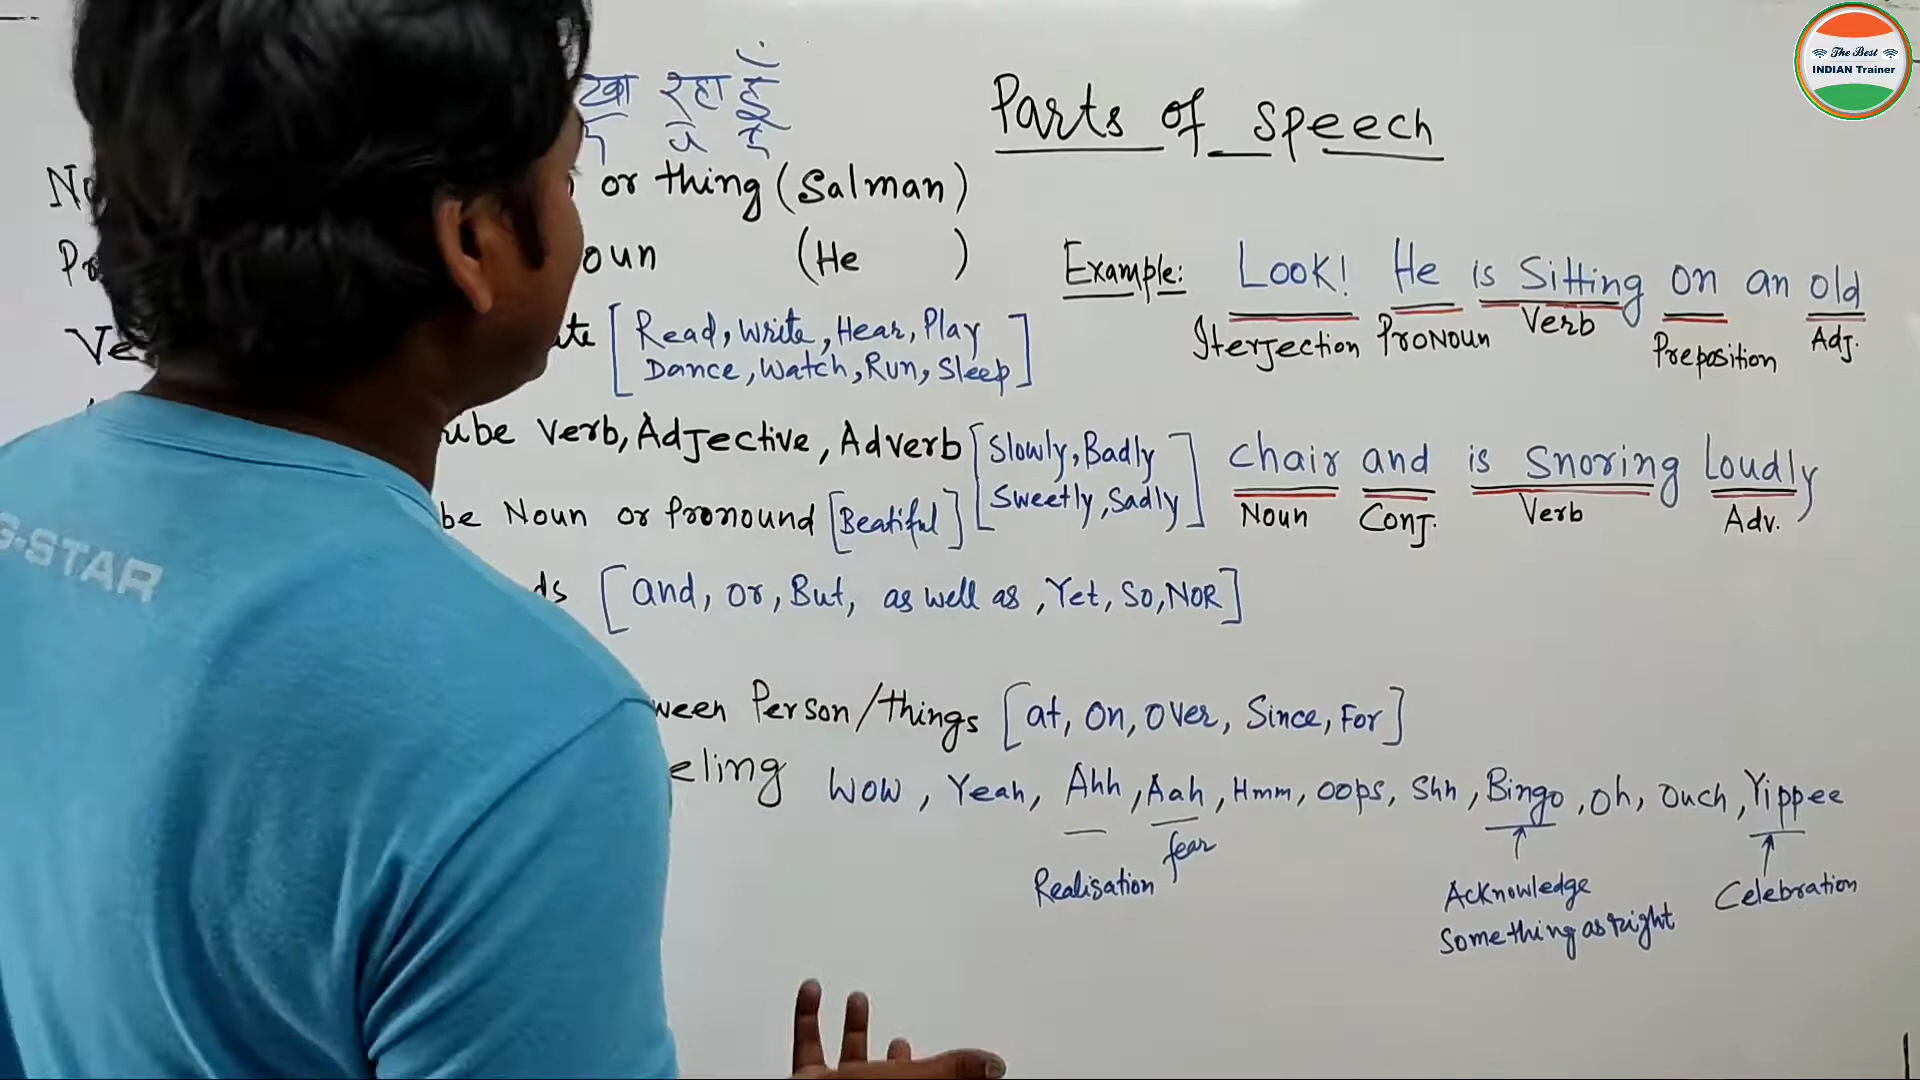 रहा हूँ
Parts of speech
The Best
INDIAN Trainer
or thing (Salman)
(He )
Example: Look! He is Sitting on an old
Iterjection ProNoun Verb Preposition Adj.
[Read, Write, Hear, Play
Dance, Watch, Run, Sleep]
Verb, Adjective, Adverb [Slowly, Badly
Sweetly, Sadly]
chair and is snoring Loudly
Noun Conj. Verb Adv.
be Noun or Pronound [Beatiful]
[and, or, But, as well as, Yet, So, NOR]
ween Person/things [at, on, over, Since, For]
eling Wow, Yeah, Ahh, Aah, Hmm, oops, Shh, Bingo, oh, ouch, Yippee
Realisation
fear
Acknowledge
Something as right
Celebration
G-STAR